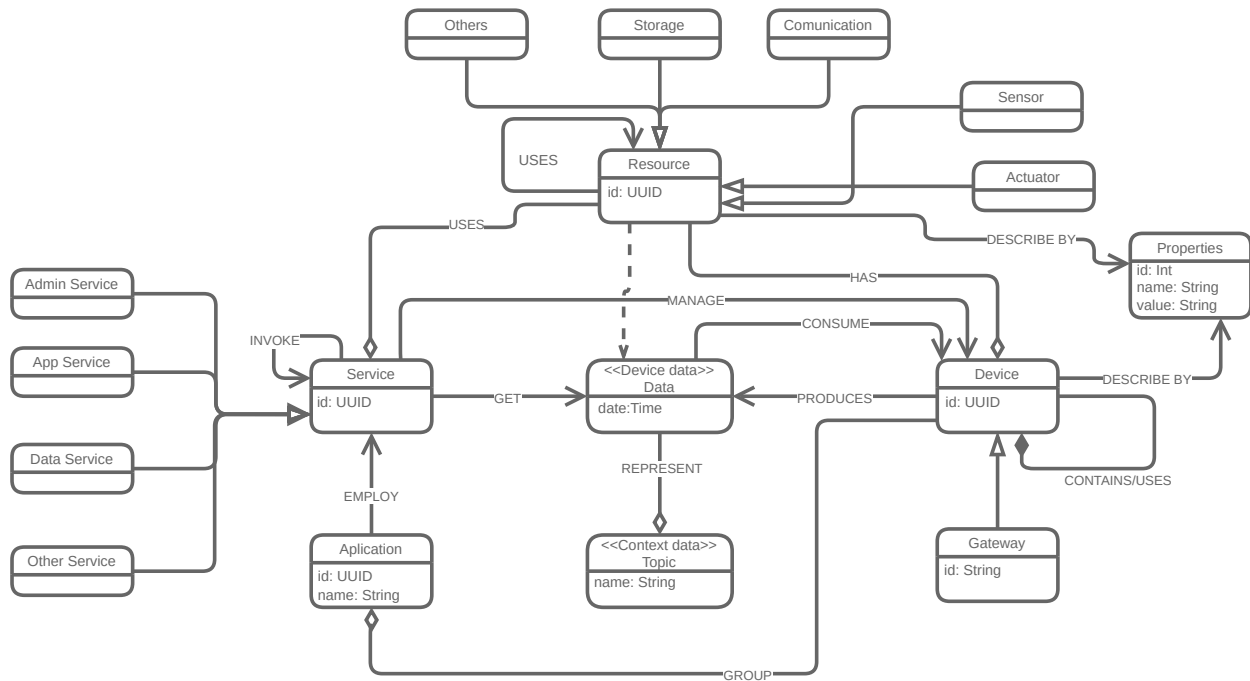 Others
Storage
Comunication
Sensor
USES
Resource
id: UUID
Actuator
USES
DESCRIBE BY
Properties
id: Int
name: String
value: String
Admin Service
HAS
MANAGE
CONSUME
INVOKE
App Service
Service
id: UUID
GET
<<Device data>>
Data
date:Time
PRODUCES
Device
id: UUID
DESCRIBE BY
Data Service
REPRESENT
CONTAINS/USES
EMPLOY
Other Service
Aplication
id: UUID
name: String
<<Context data>>
Topic
name: String
Gateway
id: String
GROUP